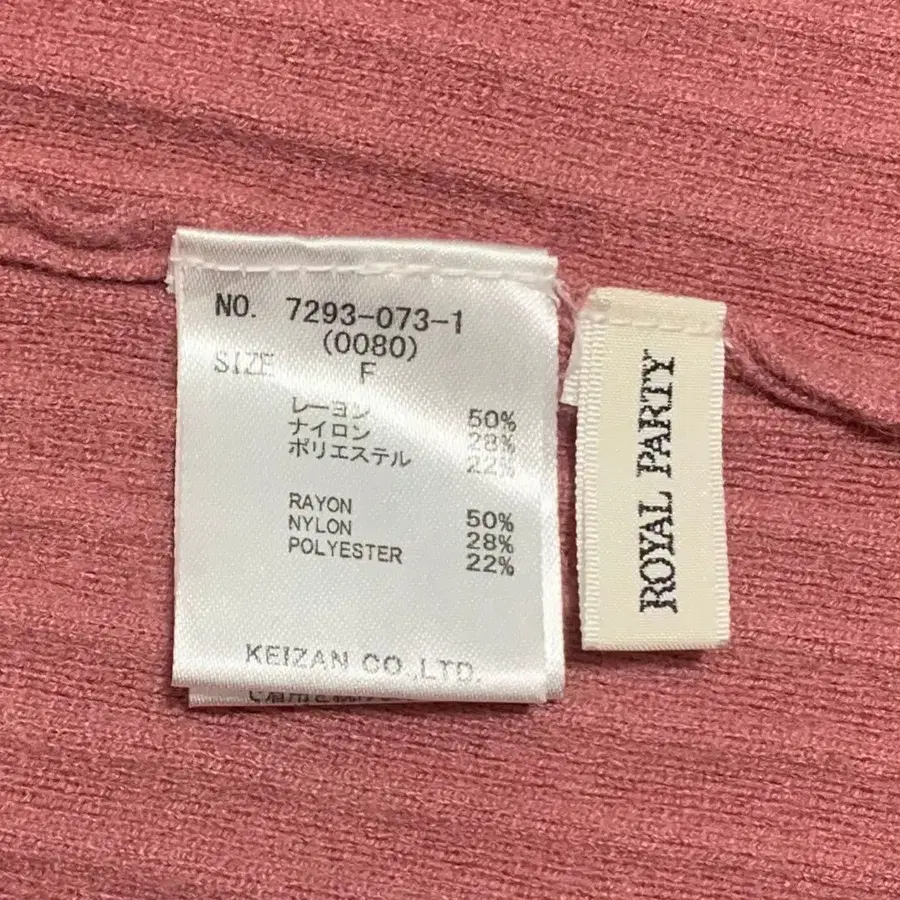 NO. 7293-073-1
(0080)
SIZE F
レーヨン 50%
ナイロン 28%
ポリエステル 22%
RAYON 50%
NYLON 28%
POLYESTER 22%
KEIZAN CO.,LTD.
ROYAL PARTY